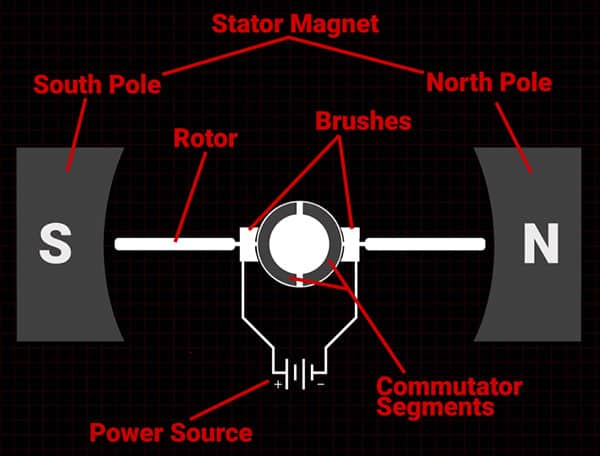 Stator Magnet
South Pole
North Pole
Brushes
Rotor
S
N
+
−
Commutator
Segments
Power Source